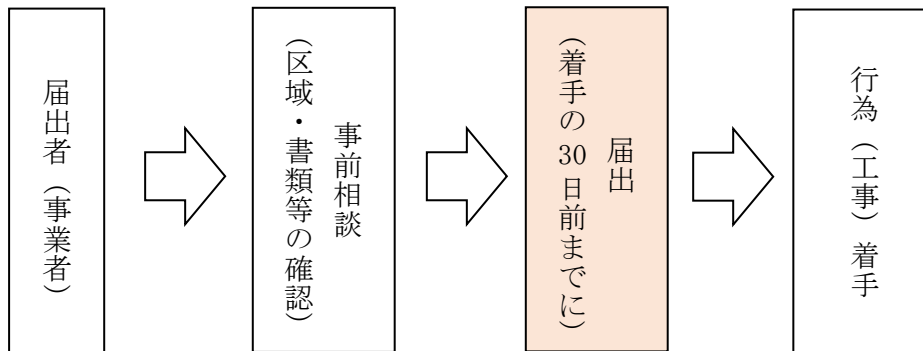 届出者（事業者）
事前相談
（区域・書類等の確認）
届出
（着手の30日前までに）
行為（工事）着手